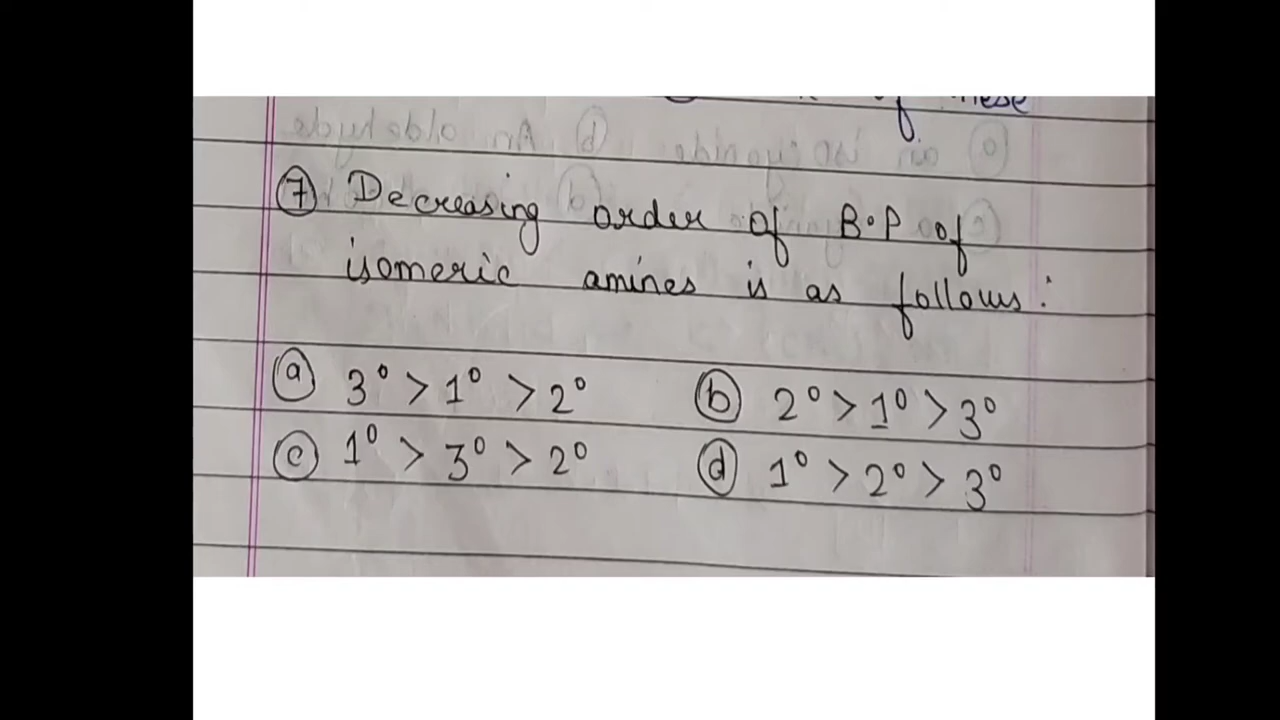 these
⑦ Decreasing order of B.P of
isomeric amines is as follows:
ⓐ 3° > 1° > 2° ⓑ 2° > 1° > 3°
ⓒ 1° > 3° > 2° ⓓ 1° > 2° > 3°